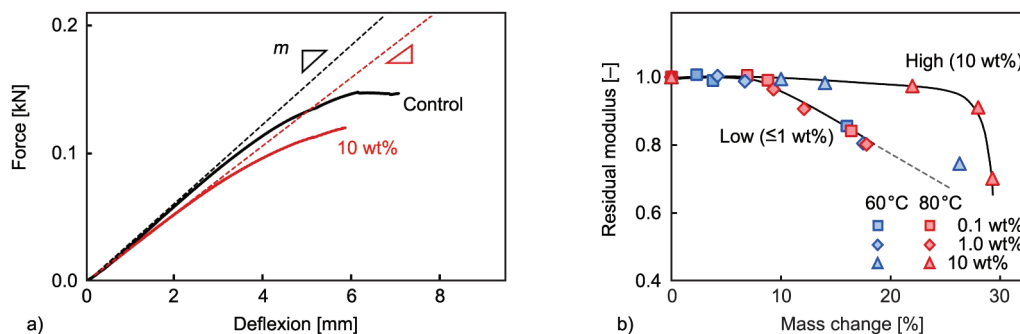 0.2
0.1
0.0
0
2
4
6
8
Force [kN]
Deflexion [mm]
m
Control
10 wt%
a)
1.0
0.8
0.6
0.4
0
10
20
30
Residual modulus [–]
Mass change [%]
High (10 wt%)
Low (≤1 wt%)
60°C 80°C
0.1 wt%
1.0 wt%
10 wt%
b)